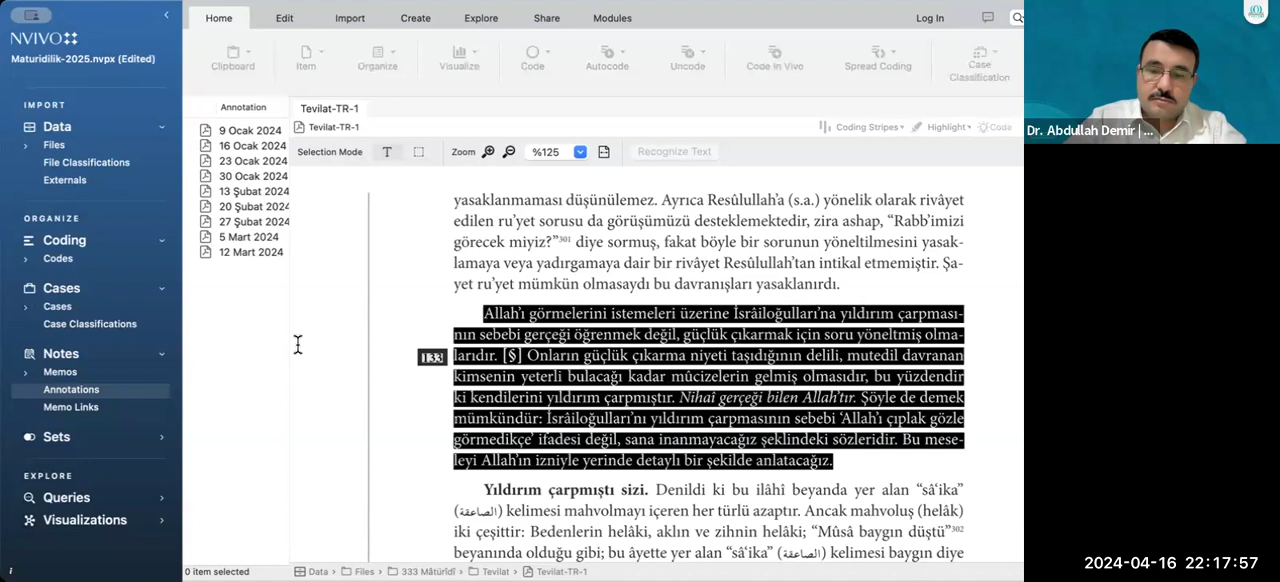 Home Edit Import Create Explore Share Modules Log In
NVIVO
Maturidilik-2025.nvpx (Edited)
Clipboard Item Organize Visualize Code Autocode Uncode Code In Vivo Spread Coding Case Classification
IMPORT
Data
Files
File Classifications
Externals
ORGANIZE
Coding
Codes
Cases
Cases
Case Classifications
Notes
Memos
Annotations
Memo Links
Sets
EXPLORE
Queries
Visualizations
Annotation
9 Ocak 2024
16 Ocak 2024
23 Ocak 2024
30 Ocak 2024
13 Şubat 2024
20 Şubat 2024
27 Şubat 2024
5 Mart 2024
12 Mart 2024
0 item selected
Tevilat-TR-1
Tevilat-TR-1 Coding Stripes Highlight Code
Selection Mode T Zoom %125 Recognize Text
yasaklanmaması düşünülemez. Ayrıca Resûlullah’a (s.a.) yönelik olarak rivâyet
edilen ru’yet sorusu da görüşümüzü desteklemektedir, zira ashap, “Rabb’imizi
görecek miyiz?”301 diye sormuş, fakat böyle bir sorunun yöneltilmesini yasak-
lamaya veya yadırgamaya dair bir rivâyet Resûlullah’tan intikal etmemiştir. Şa-
yet ru’yet mümkün olmasaydı bu davranışları yasaklanırdı.
Allah’ı görmelerini istemeleri üzerine İsrâiloğulları’na yıldırım çarpması-
nın sebebi gerçeği öğrenmek değil, güçlük çıkarmak için soru yöneltmiş olma-
larıdır. [§] Onların güçlük çıkarma niyeti taşıdığının delili, mutedil davranan
133
kimsenin yeterli bulacağı kadar mûcizelerin gelmiş olmasıdır, bu yüzdendir
ki kendilerini yıldırım çarpmıştır. Nihaî gerçeği bilen Allah’tır. Şöyle de demek
mümkündür: İsrâiloğulları’nı yıldırım çarpmasının sebebi ‘Allah’ı çıplak gözle
görmedikçe’ ifadesi değil, sana inanmayacağız şeklindeki sözleridir. Bu mese-
leyi Allah’ın izniyle yerinde detaylı bir şekilde anlatacağız.
Yıldırım çarpmıştı sizi. Denildi ki bu ilâhî beyanda yer alan “sâ‘ika”
(الصاعقة) kelimesi mahvolmayı içeren her türlü azaptır. Ancak mahvoluş (helâk)
iki çeşittir: Bedenlerin helâki, aklın ve zihnin helâki; “Mûsâ baygın düştü”302
beyanında olduğu gibi; bu âyette yer alan “sâ‘ika” (الصاعقة) kelimesi baygın diye
Data Files 333 Mâtürîdî Tevilat Tevilat-TR-1
Dr. Abdullah Demir |...
2024-04-16 22:17:57